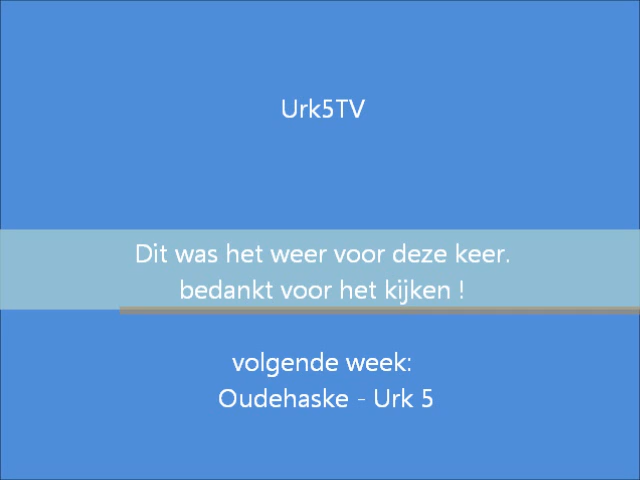 Urk5TV
Dit was het weer voor deze keer.
bedankt voor het kijken !
volgende week:
Oudehaske - Urk 5